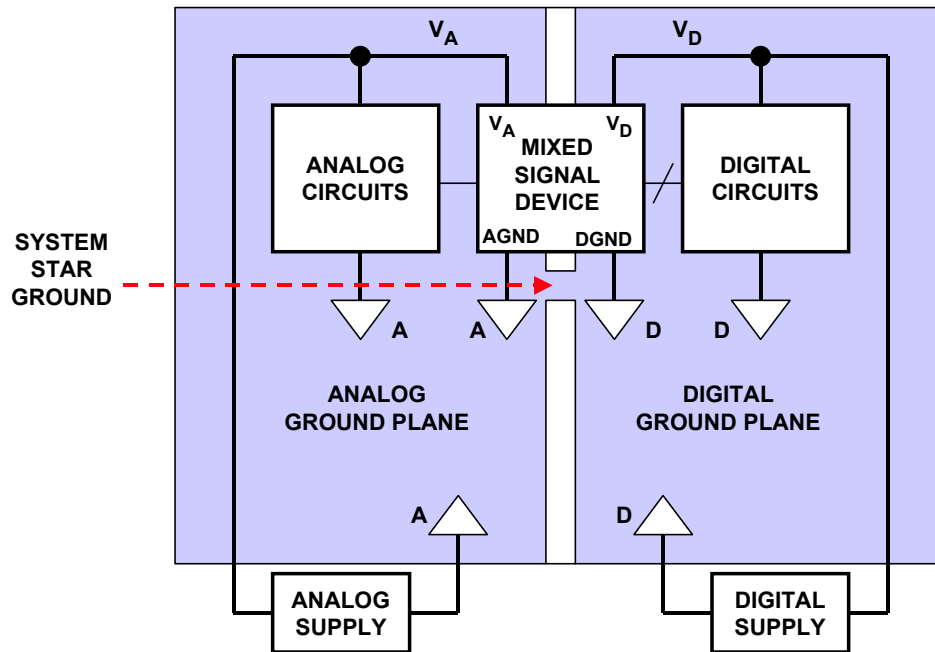 VA
VD
VA
VD
MIXED
SIGNAL
DEVICE
AGND
DGND
ANALOG
CIRCUITS
DIGITAL
CIRCUITS
SYSTEM
STAR
GROUND
A
A
D
D
ANALOG
GROUND PLANE
DIGITAL
GROUND PLANE
A
D
ANALOG
SUPPLY
DIGITAL
SUPPLY